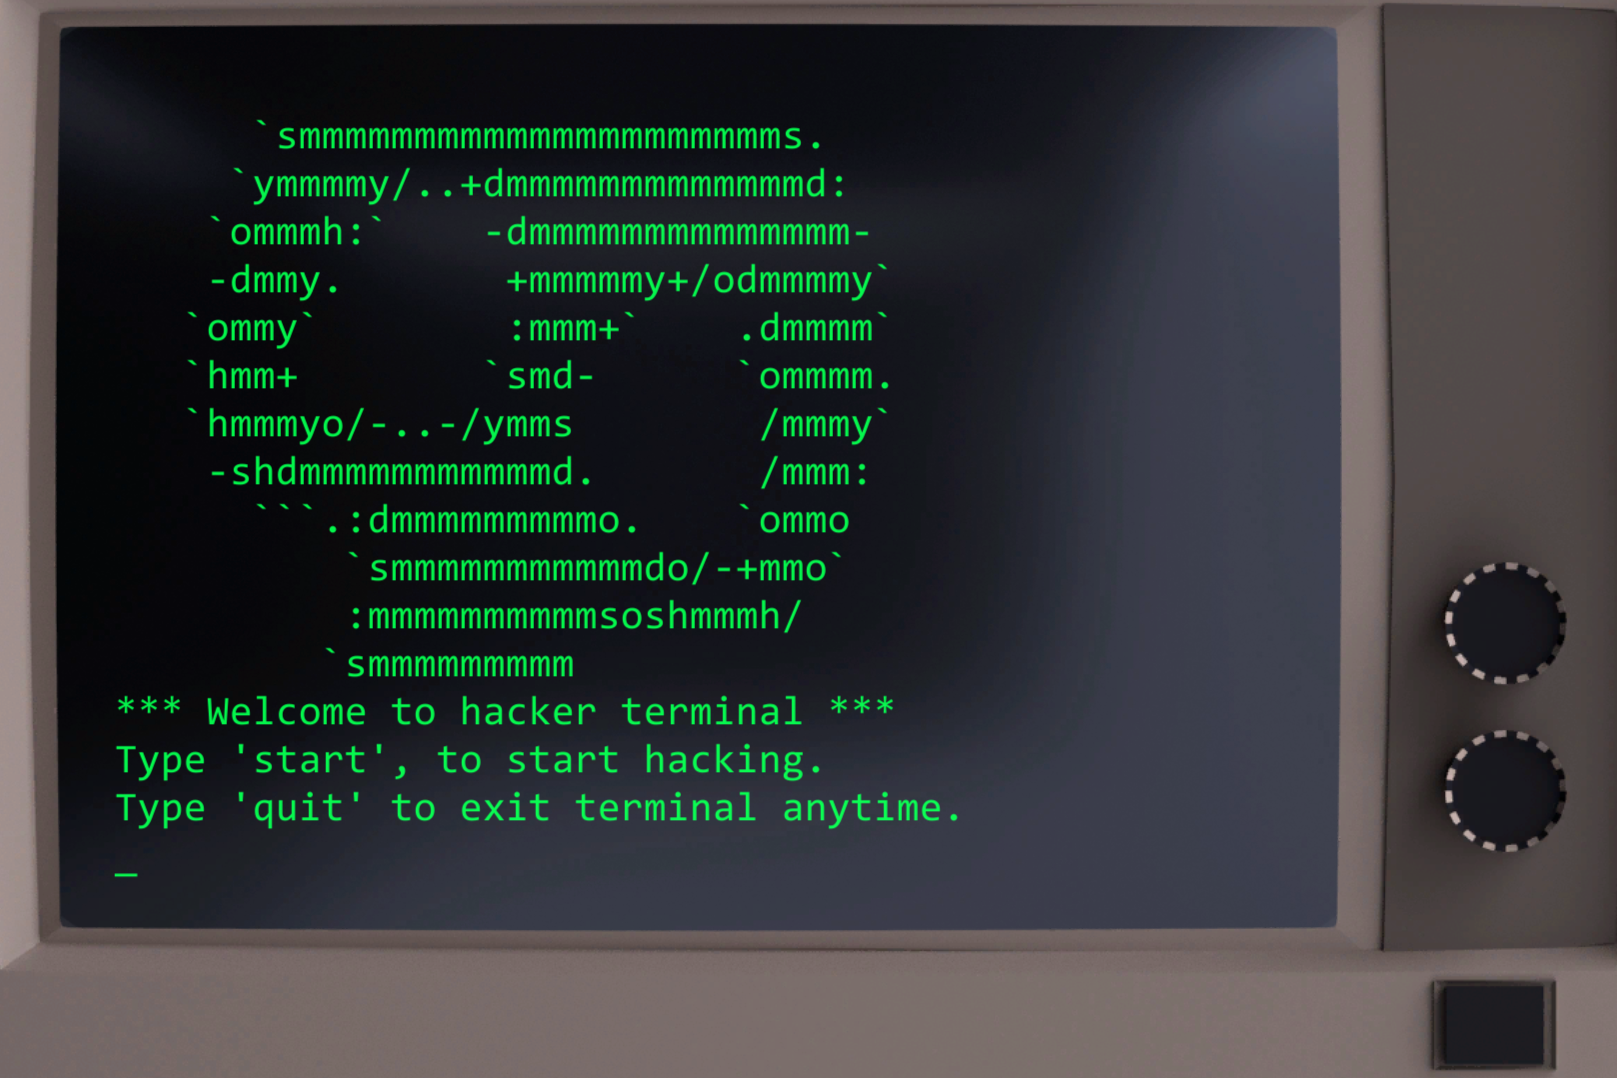 `smmmmmmmmmmmmmmmmmmmmms.
`ymmmmy/..+dmmmmmmmmmmmmmd:
`ommmh:`    -dmmmmmmmmmmmmmm-
-dmmy.       +mmmmmy+/odmmmmy`
`ommy`        :mmm+`    .dmmmm`
`hmm+        `smd-      `ommmm.
`hmmmyo/-..-/ymms        /mmmy`
-shdmmmmmmmmmmmd.       /mmm:
```.:dmmmmmmmmmo.    `ommo
`smmmmmmmmmmmdo/-+mmo`
:mmmmmmmmmmsoshmmmh/
`smmmmmmmmm
*** Welcome to hacker terminal ***
Type 'start', to start hacking.
Type 'quit' to exit terminal anytime.
_